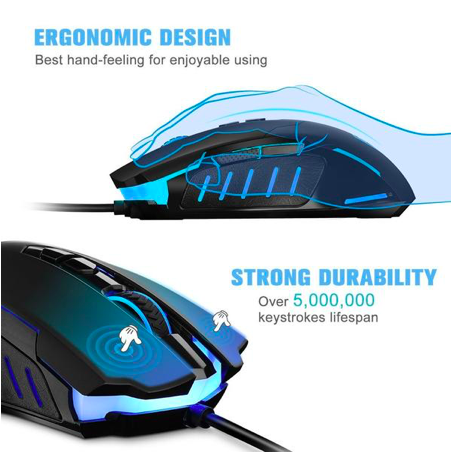 ERGONOMIC DESIGN
Best hand-feeling for enjoyable using
STRONG DURABILITY
Over 5,000,000
keystrokes lifespan